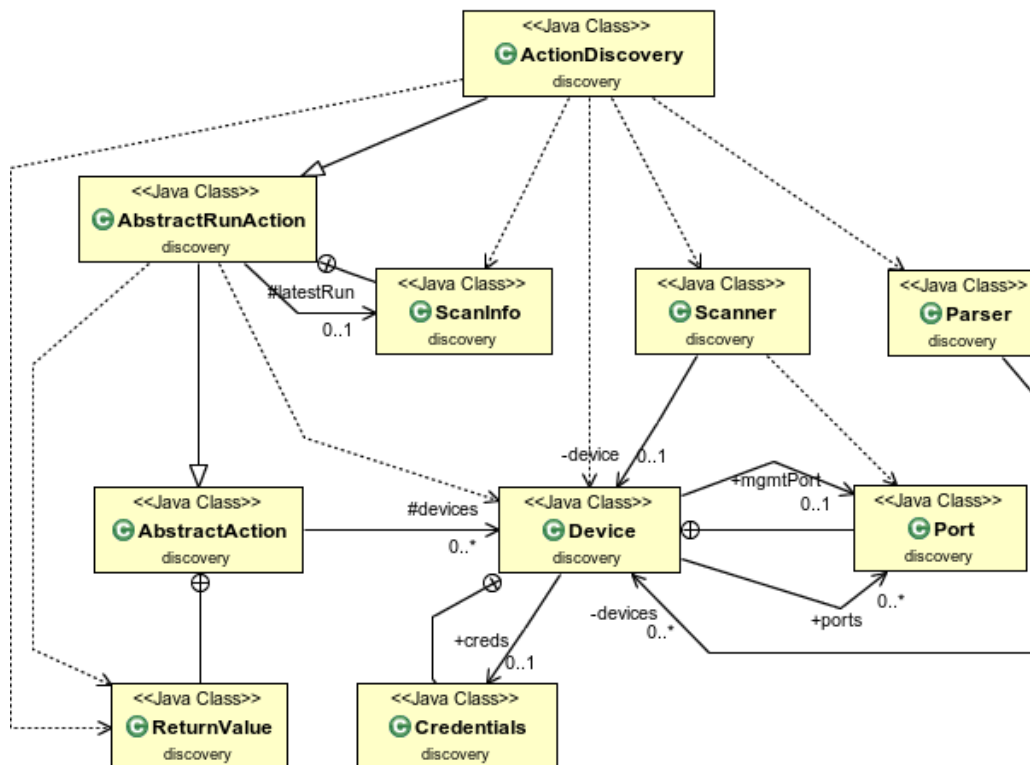 <<Java Class>>
ActionDiscovery
discovery
<<Java Class>>
AbstractRunAction
discovery
#latestRun
0..1
<<Java Class>>
ScanInfo
discovery
<<Java Class>>
Scanner
discovery
<<Java Class>>
Parser
discovery
-device
0..1
<<Java Class>>
AbstractAction
discovery
#devices
0..*
<<Java Class>>
Device
discovery
+mgmtPort
0..1
<<Java Class>>
Port
discovery
+creds
0..1
-devices
0..*
+ports
0..*
<<Java Class>>
ReturnValue
discovery
<<Java Class>>
Credentials
discovery